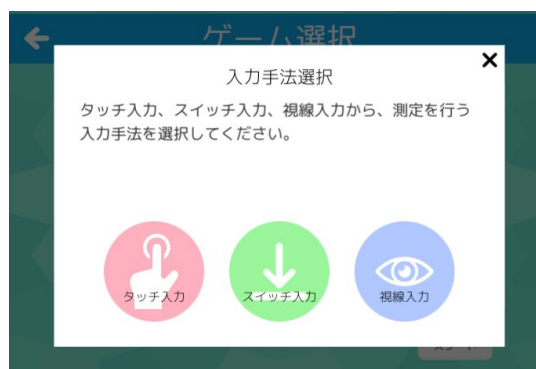 ゲーム選択
入力手法選択
タッチ入力、スイッチ入力、視線入力から、測定を行う
入力手法を選択してください。
タッチ入力
スイッチ入力
視線入力